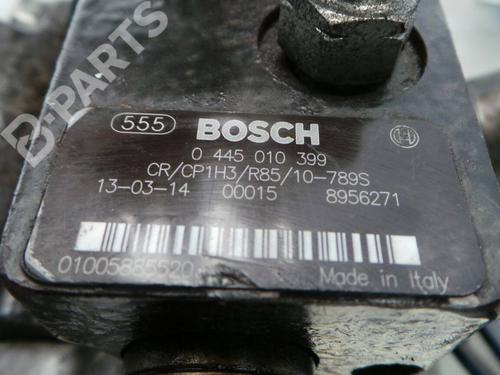 B-PARTS
555 BOSCH
0 445 010 399
CR/CP1H3/R85/10-789S
13-03-14 00015 8956271
Made in Italy